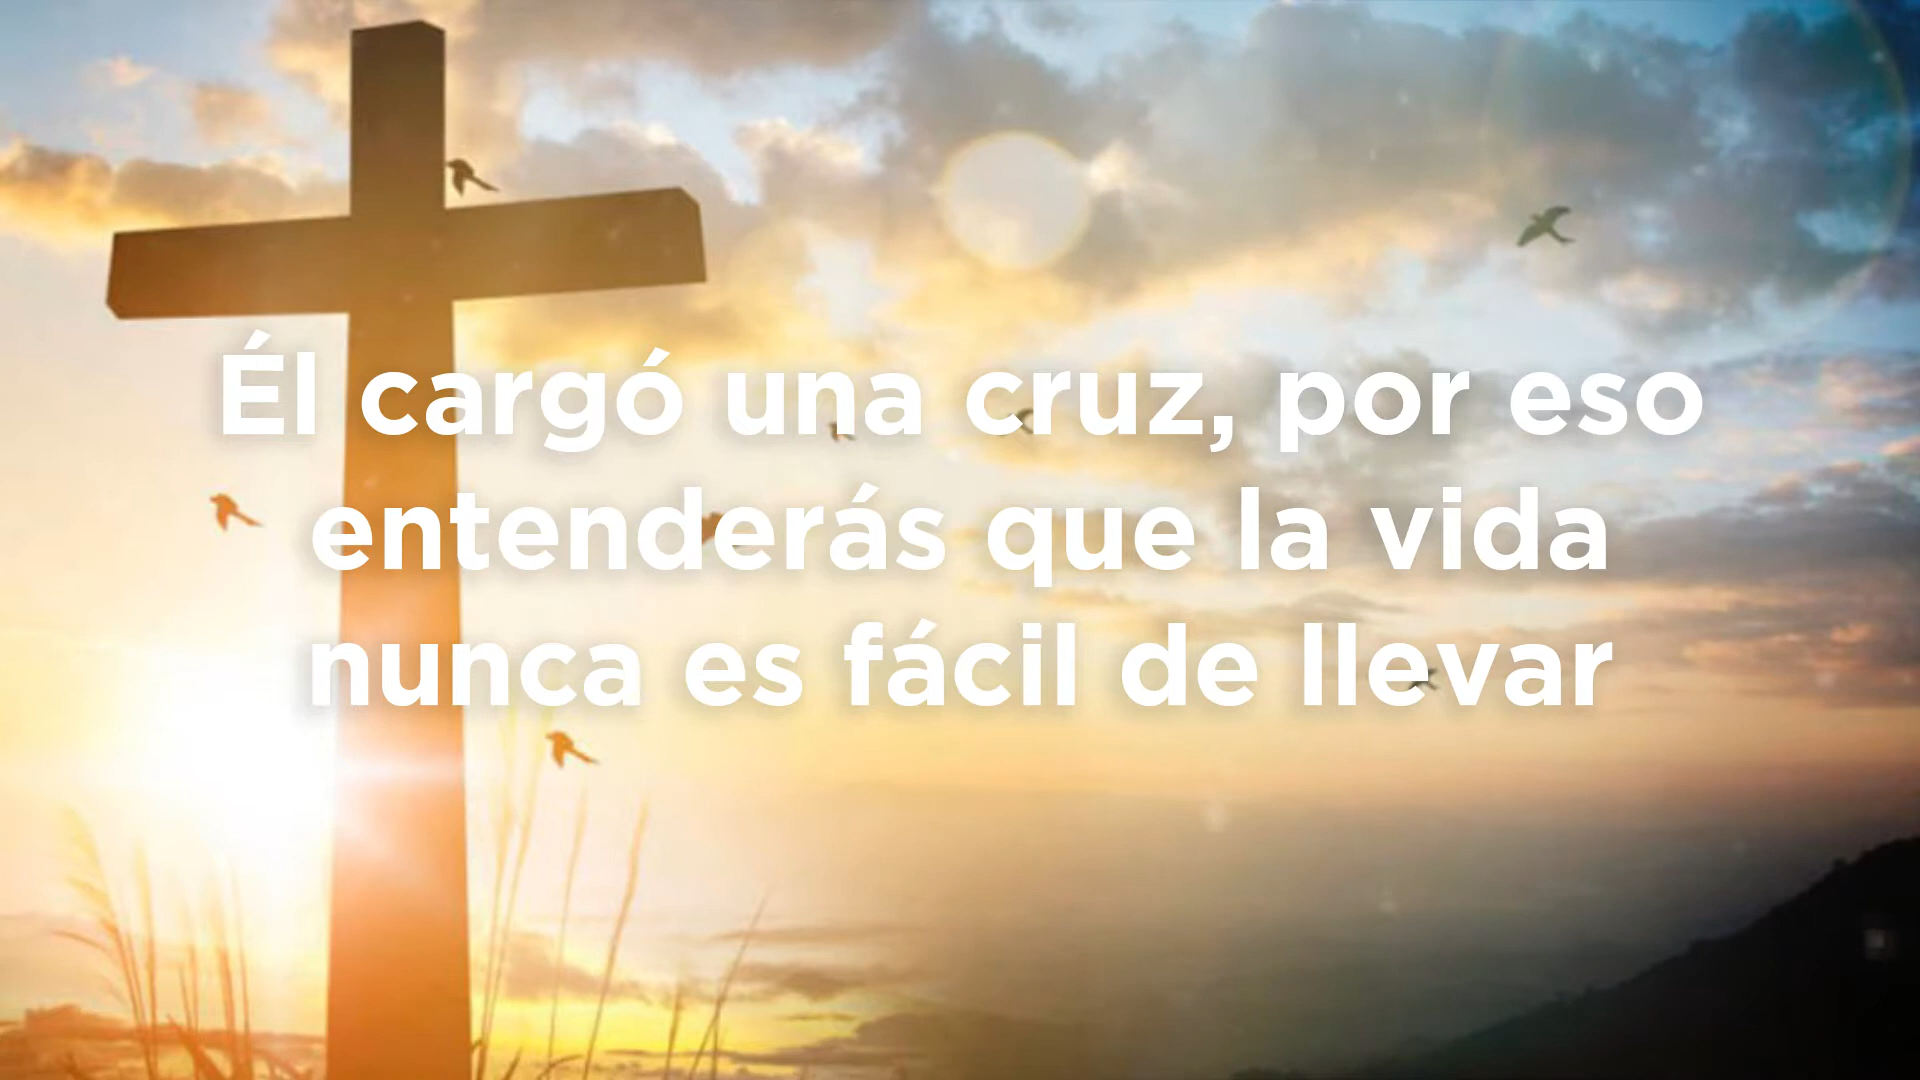 Él cargó una cruz, por eso
entenderás que la vida
nunca es fácil de llevar